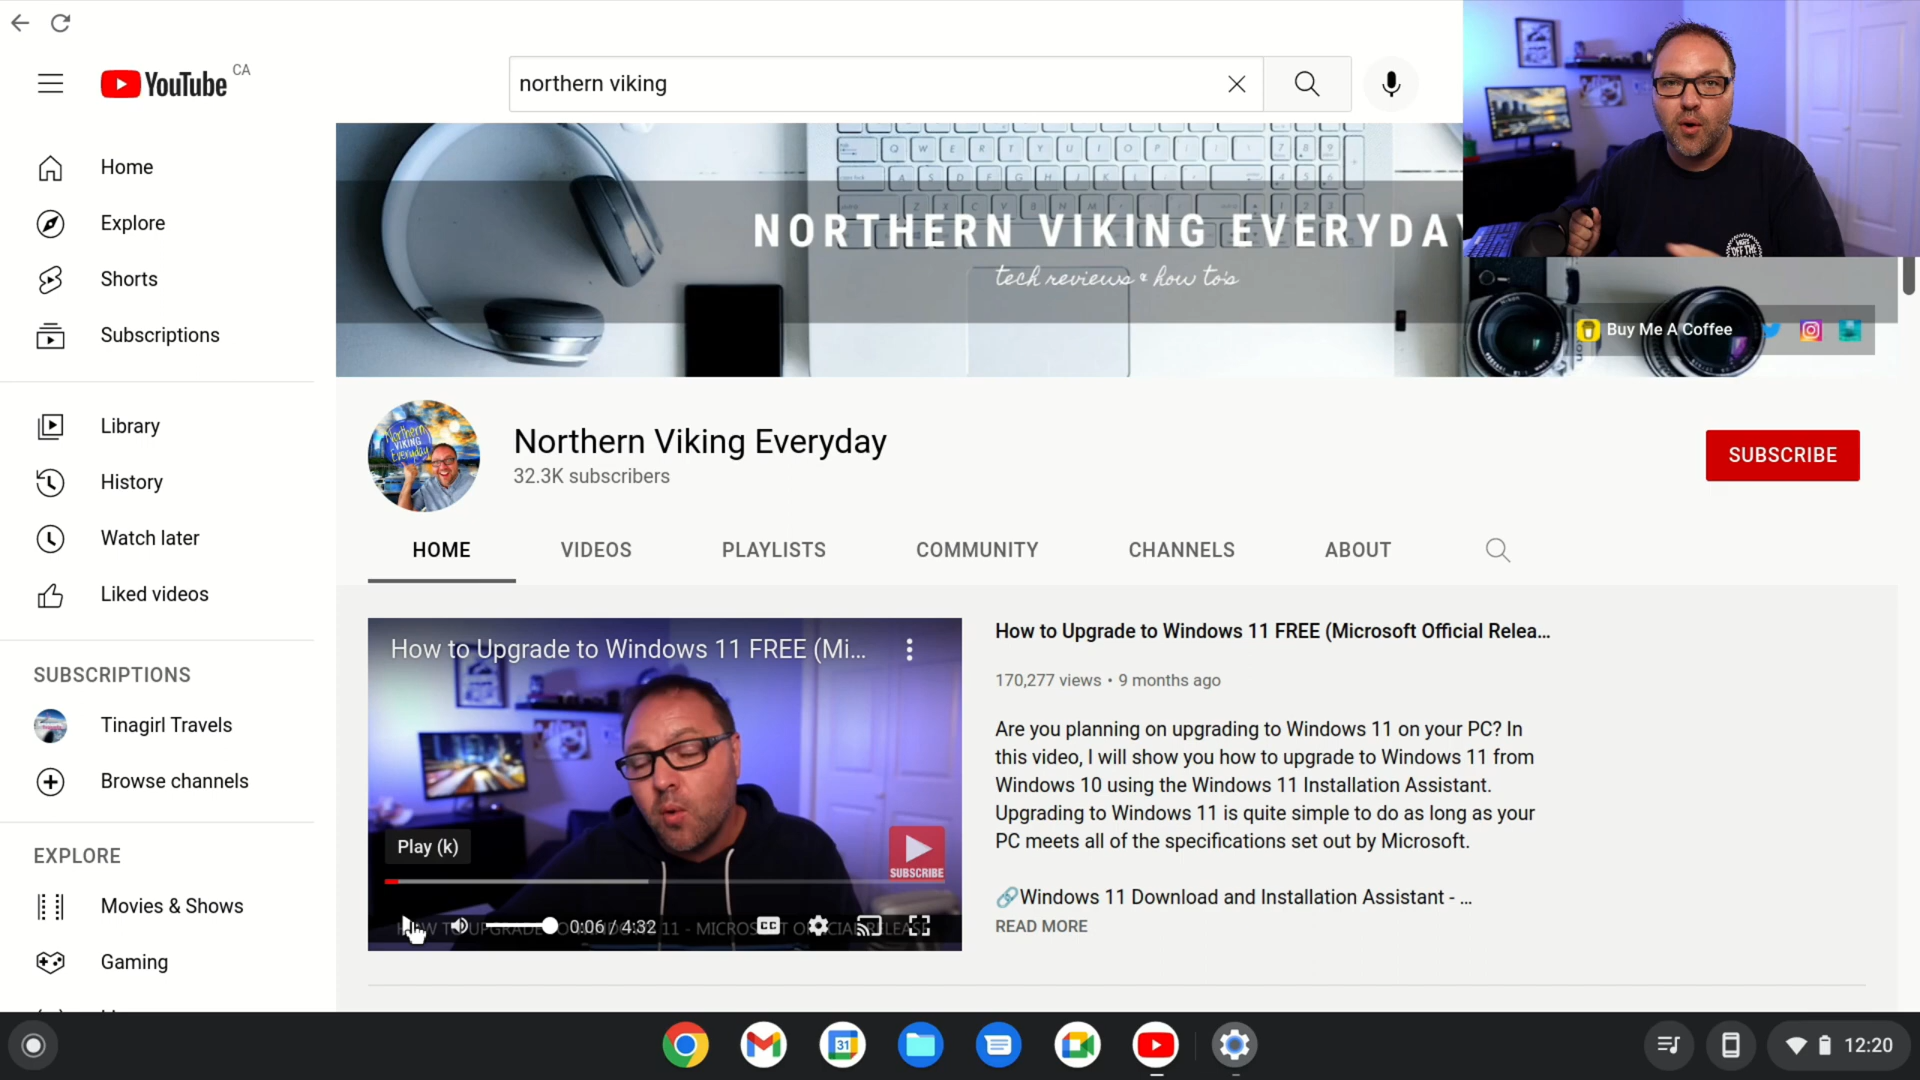 YouTube CA
northern viking
Home
Explore
Shorts
Subscriptions
Library
History
Watch later
Liked videos
SUBSCRIPTIONS
Tinagirl Travels
Browse channels
EXPLORE
Movies & Shows
Gaming
NORTHERN VIKING EVERYDAY
tech reviews & how to's
Buy Me A Coffee
Northern Viking Everyday
Northern Viking Everyday
32.3K subscribers
SUBSCRIBE
HOME VIDEOS PLAYLISTS COMMUNITY CHANNELS ABOUT
How to Upgrade to Windows 11 FREE (Mi...
Play (k)
SUBSCRIBE
0:06 / 4:32
CC
How to Upgrade to Windows 11 FREE (Microsoft Official Relea...
170,277 views • 9 months ago
Are you planning on upgrading to Windows 11 on your PC? In
this video, I will show you how to upgrade to Windows 11 from
Windows 10 using the Windows 11 Installation Assistant.
Upgrading to Windows 11 is quite simple to do as long as your
PC meets all of the specifications set out by Microsoft.
🔗Windows 11 Download and Installation Assistant - ...
READ MORE
31
12:20